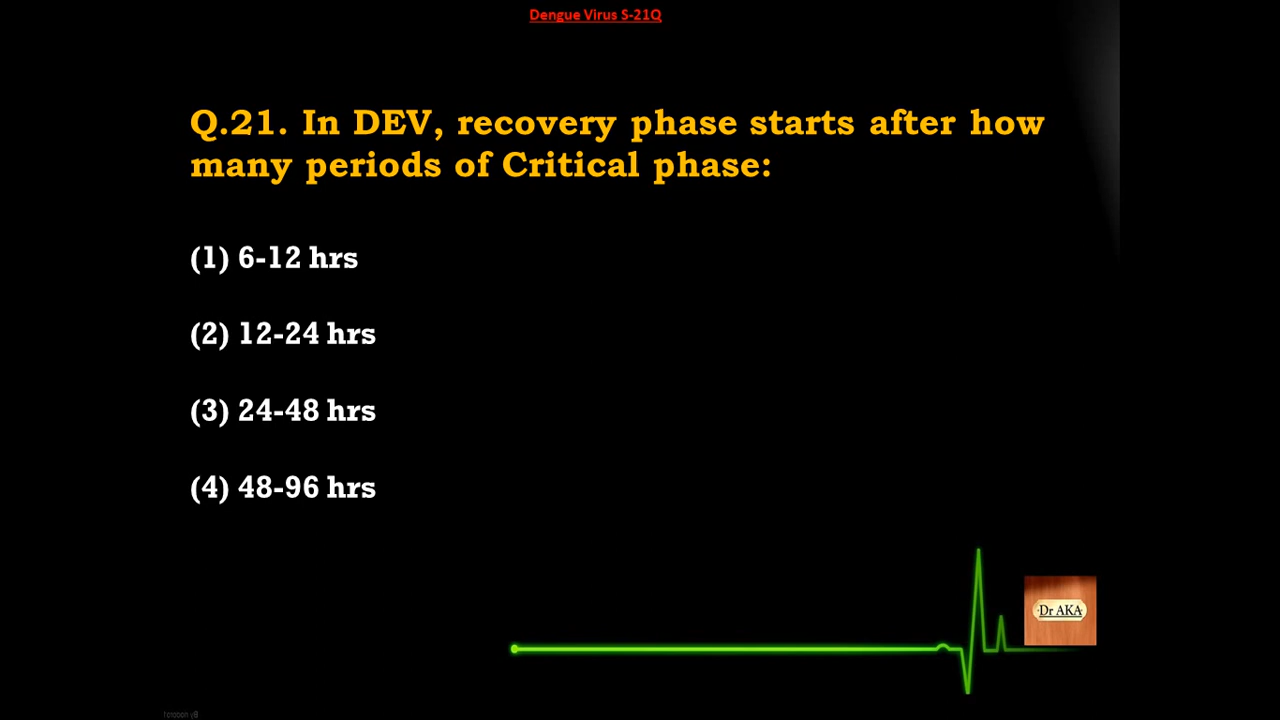 Dengue Virus S-21Q
Q.21. In DEV, recovery phase starts after how
many periods of Critical phase:
(1) 6-12 hrs
(2) 12-24 hrs
(3) 24-48 hrs
(4) 48-96 hrs
Dr AKA